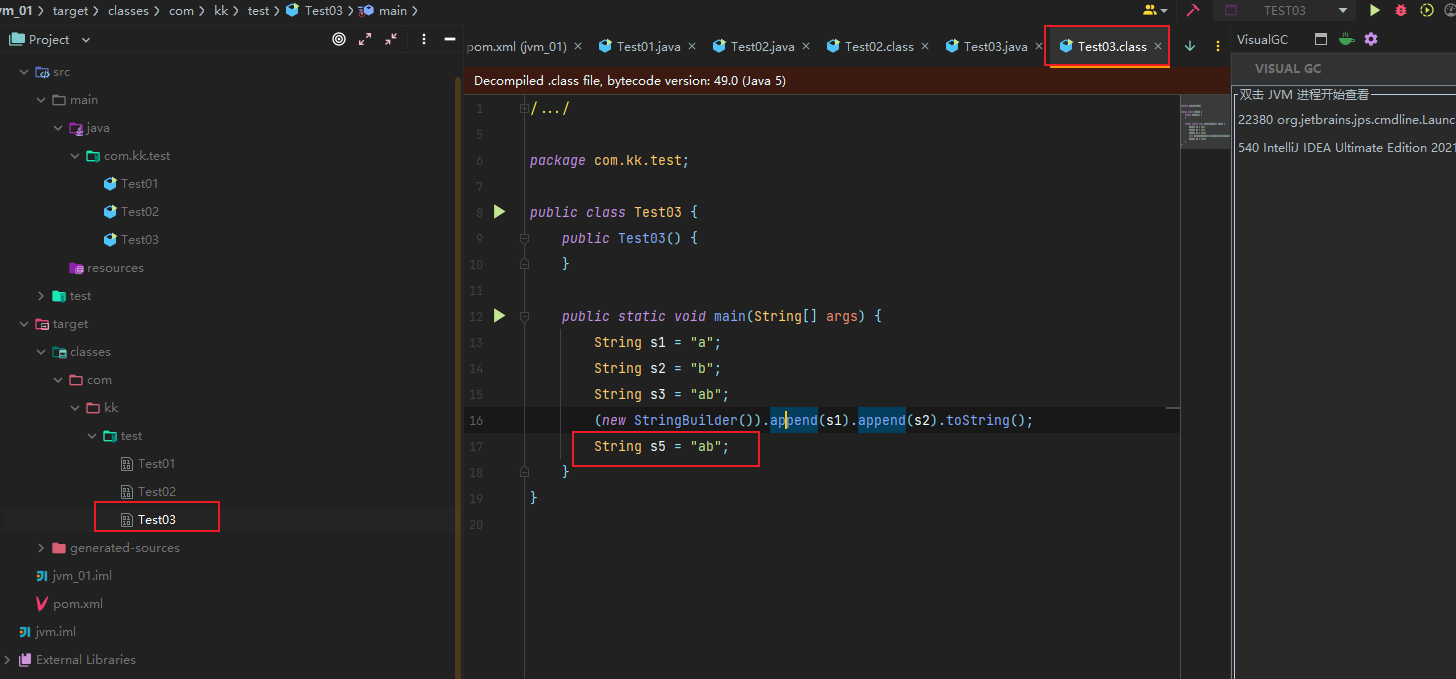 vm_01 > target > classes > com > kk > test > Test03 > main >
TEST03
Project
pom.xml (jvm_01) ×
Test01.java ×
Test02.java ×
Test02.class ×
Test03.java ×
Test03.class ×
VisualGC
Decompiled .class file, bytecode version: 49.0 (Java 5)
VISUAL GC
双击 JVM 进程开始查看
22380 org.jetbrains.jps.cmdline.Launc
540 IntelliJ IDEA Ultimate Edition 2021
src
main
java
com.kk.test
Test01
Test02
Test03
resources
test
target
classes
com
kk
test
Test01
Test02
Test03
generated-sources
jvm_01.iml
pom.xml
jvm.iml
External Libraries
1 /.../
5
6 package com.kk.test;
7
8 public class Test03 {
9 public Test03() {
10 }
11
12 public static void main(String[] args) {
13 String s1 = "a";
14 String s2 = "b";
15 String s3 = "ab";
16 (new StringBuilder()).append(s1).append(s2).toString();
17 String s5 = "ab";
18 }
19 }
20